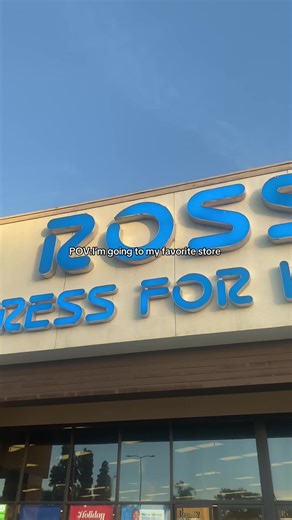 ROSS
POV:I'm going to my favorite store
RESS FOR
Holiday